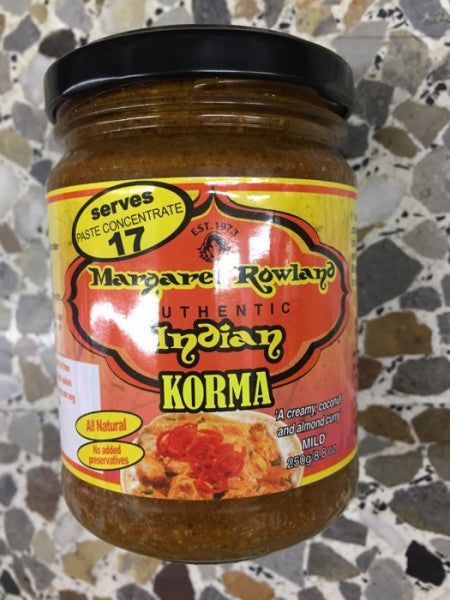 serves
PASTE CONCENTRATE
17
EST. 1973
Margaret Rowland
AUTHENTIC
Indian
KORMA
All Natural
No added
preservatives
'A creamy, coconut
and almond curry'
MILD
250g/8.8 oz